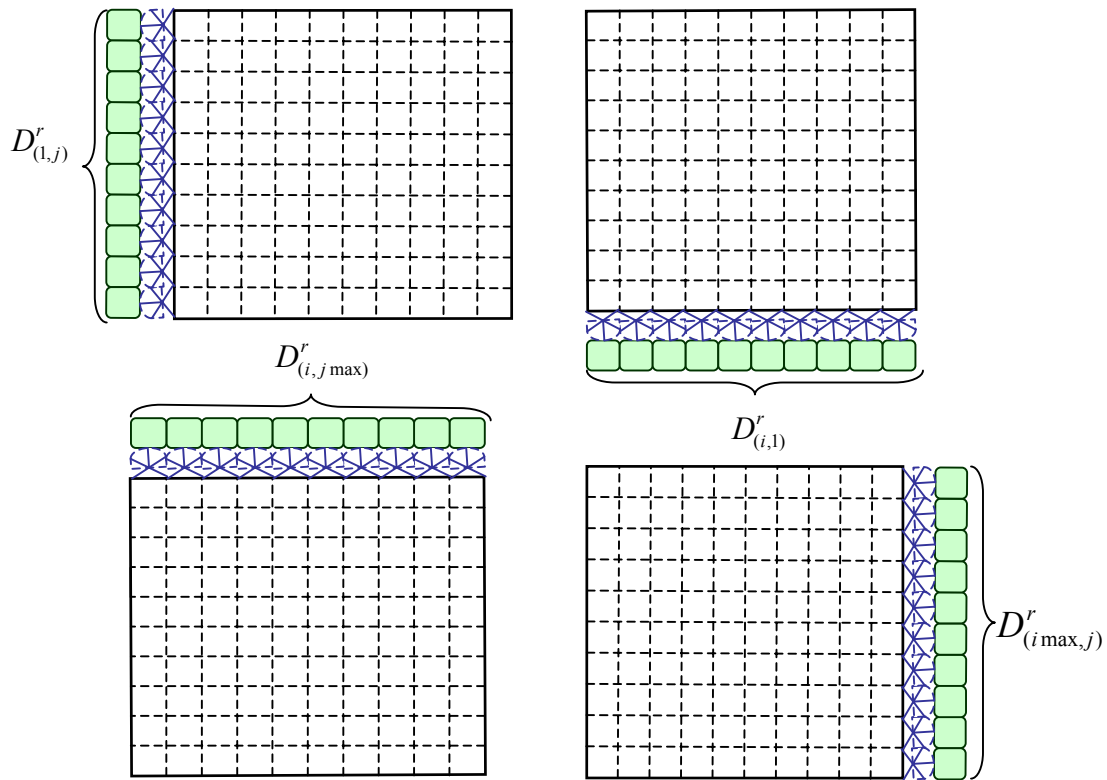 D^r_{(1,j)}
D^r_{(i,j max)}
D^r_{(i,1)}
D^r_{(i max,j)}